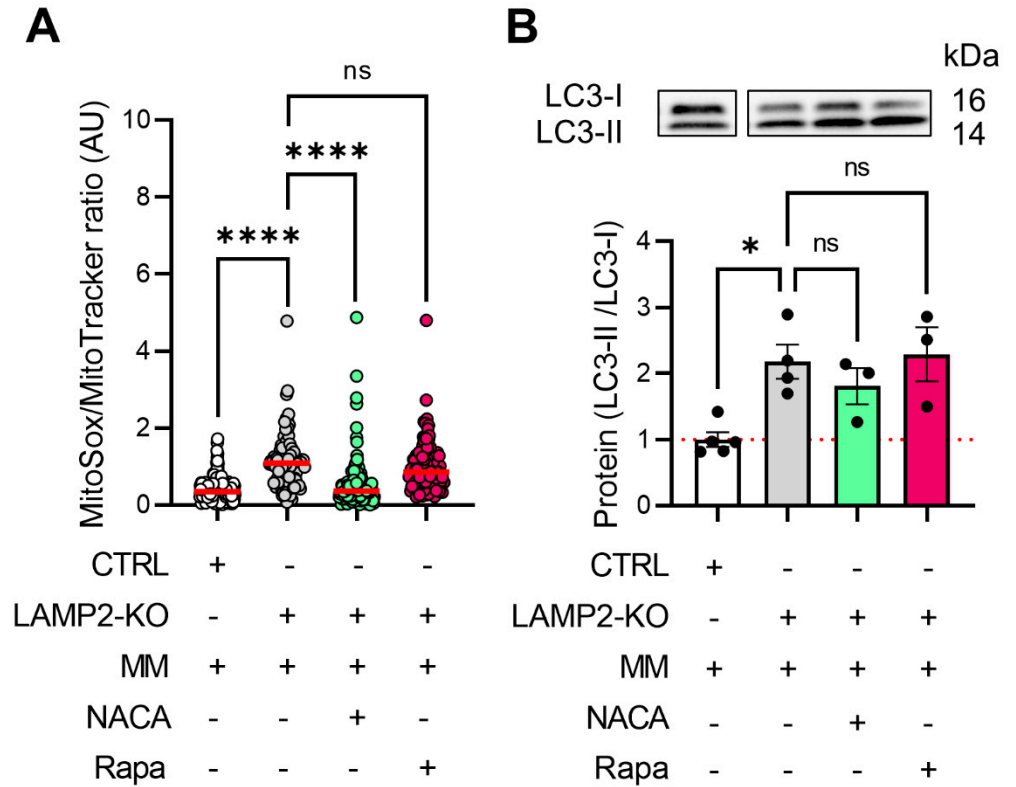 A
ns
****
****
MitoSox/MitoTracker ratio (AU)
10
8
6
4
2
0
CTRL + - - -
LAMP2-KO - + + +
MM + + + +
NACA - - + -
Rapa - - - +
B
kDa
LC3-I 16
LC3-II 14
ns
* ns
Protein (LC3-II /LC3-I)
4
3
2
1
0
CTRL + - - -
LAMP2-KO - + + +
MM + + + +
NACA - - + -
Rapa - - - +